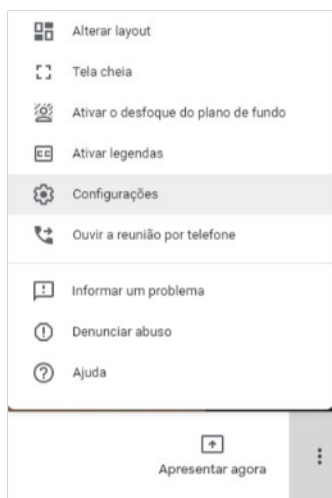 Alterar layout
Tela cheia
Ativar o desfoque do plano de fundo
Ativar legendas
Configurações
Ouvir a reunião por telefone
Informar um problema
Denunciar abuso
Ajuda
Apresentar agora